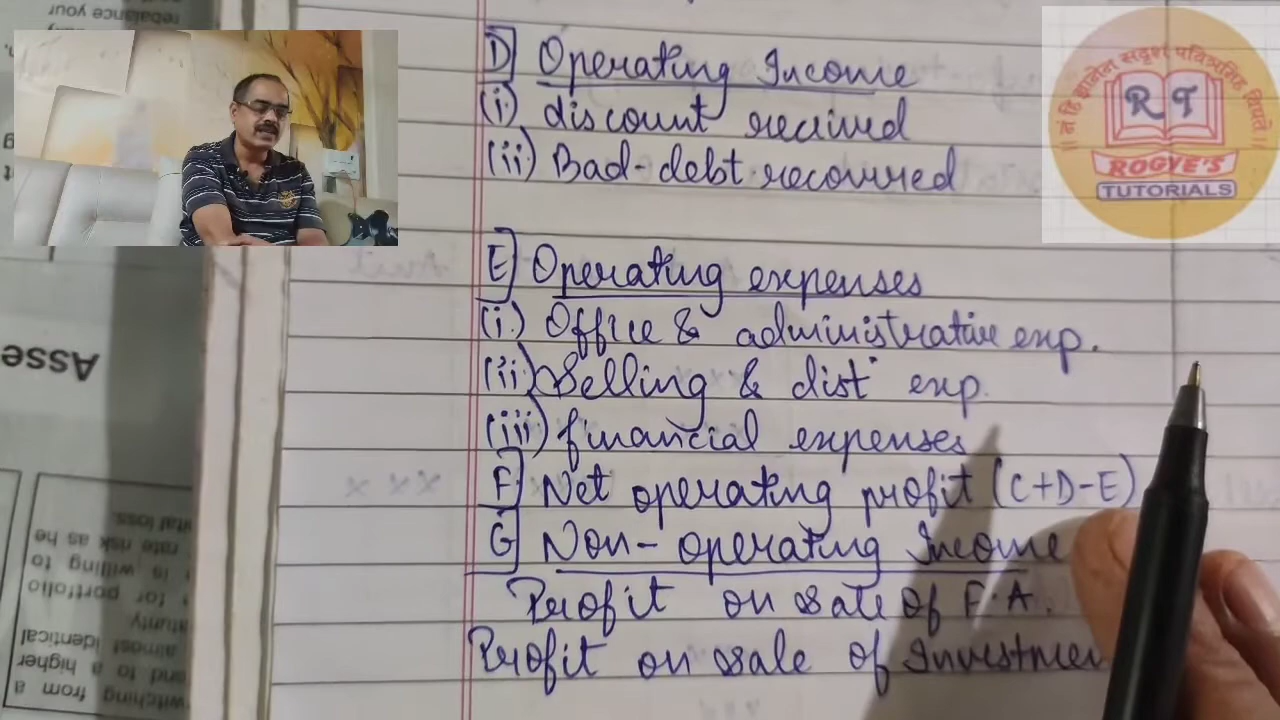 D] Operating Income
(i) discount received
(ii) Bad-debt recovered
E] Operating expenses
(i.) Office & administrative exp.
(ii) Selling & dist exp.
(iii) financial expenses
F] Net operating profit (C+D-E)
G] Non-operating Income
Profit on sale of F.A.
Profit on sale of Investmen
R T
ROGYE'S
TUTORIALS
Asse